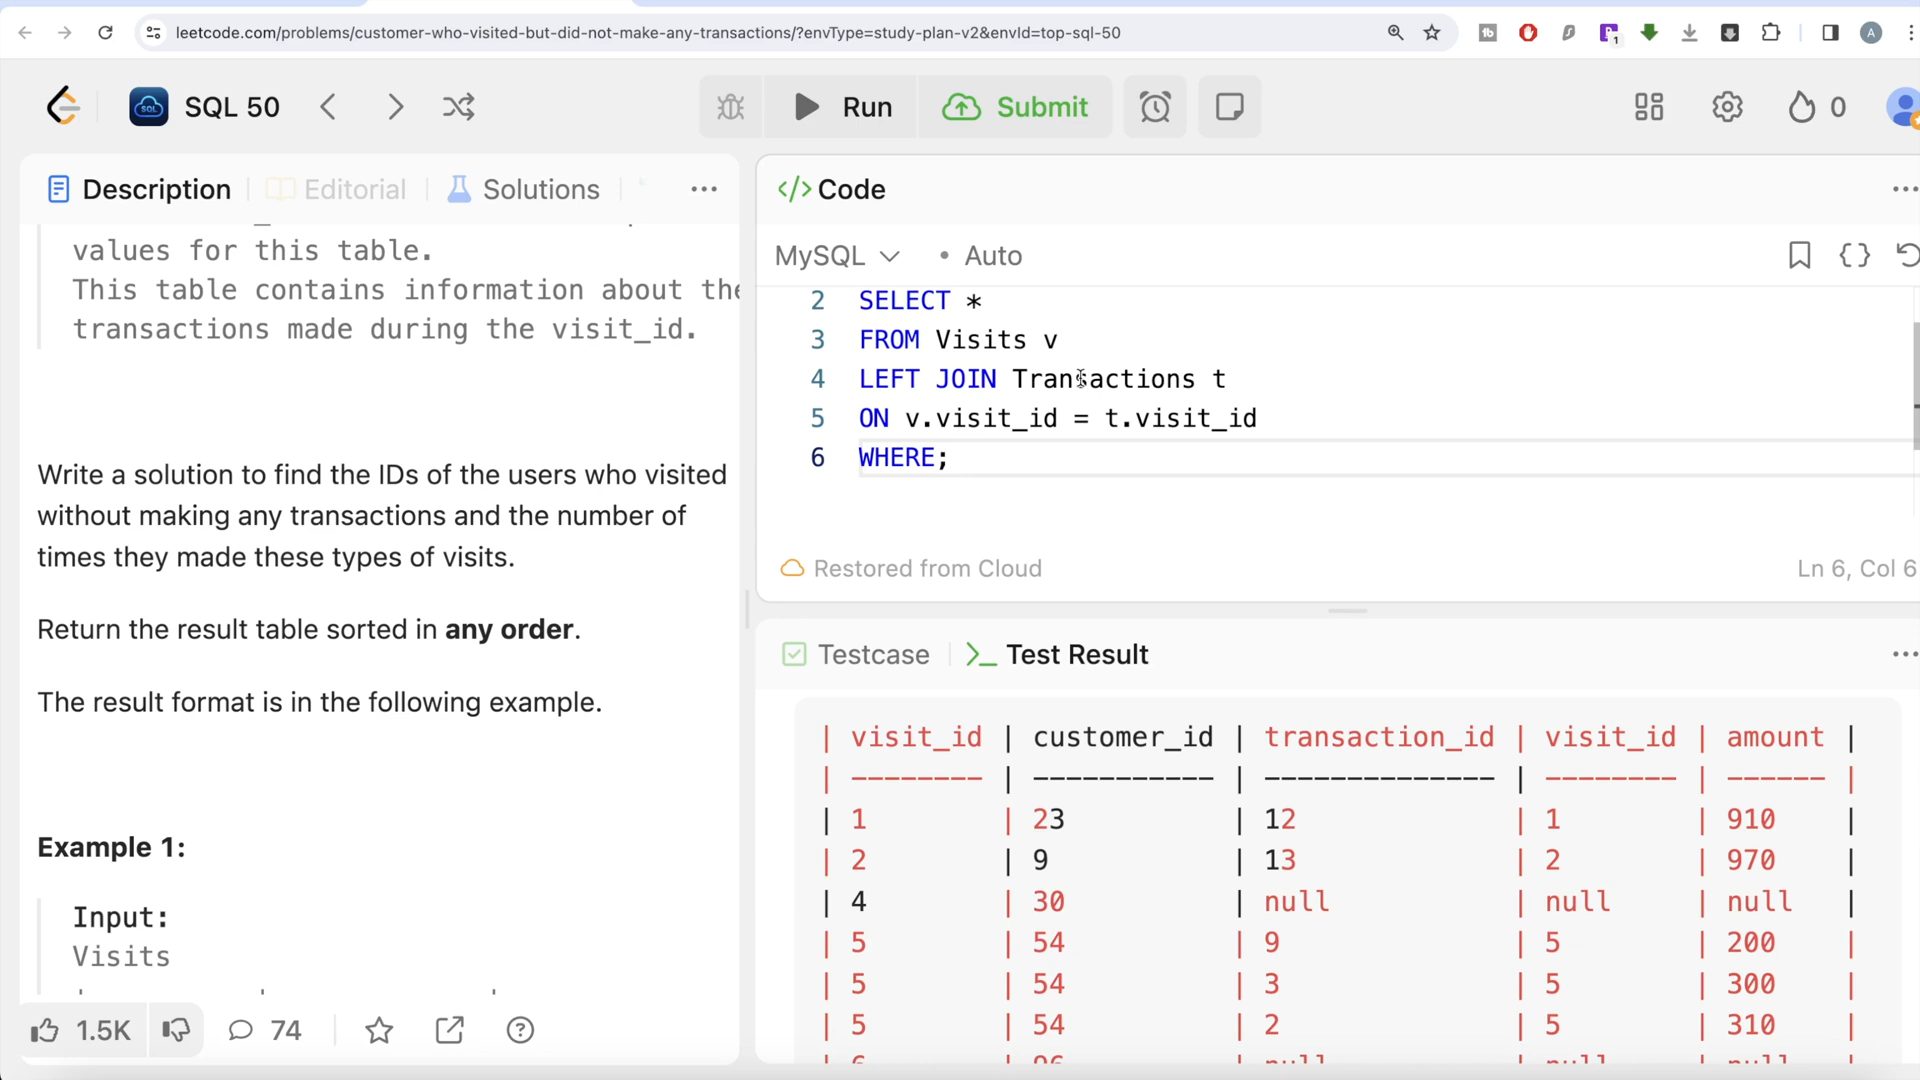 leetcode.com/problems/customer-who-visited-but-did-not-make-any-transactions/?envType=study-plan-v2&envId=top-sql-50
1
A
SQL
SQL 50
Run
Submit
0
Description
Editorial
Solutions
values for this table.
This table contains information about the
transactions made during the visit_id.
Write a solution to find the IDs of the users who visited
without making any transactions and the number of
times they made these types of visits.
Return the result table sorted in any order.
The result format is in the following example.
Example 1:
Input:
Visits
1.5K
74
</> Code
MySQL
• Auto
2 SELECT *
3 FROM Visits v
4 LEFT JOIN Transactions t
5 ON v.visit_id = t.visit_id
6 WHERE;
Restored from Cloud
Ln 6, Col 6
Testcase
>_ Test Result
| visit_id | customer_id | transaction_id | visit_id | amount |
| -------- | ----------- | -------------- | -------- | ------ |
| 1 | 23 | 12 | 1 | 910 |
| 2 | 9 | 13 | 2 | 970 |
| 4 | 30 | null | null | null |
| 5 | 54 | 9 | 5 | 200 |
| 5 | 54 | 3 | 5 | 300 |
| 5 | 54 | 2 | 5 | 310 |
| 6 | 96 | null | null | null |